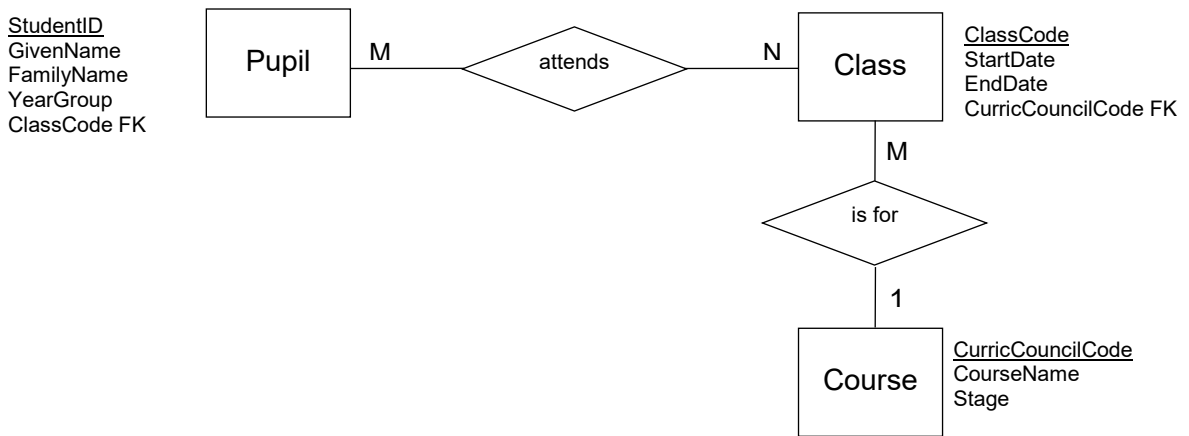 StudentID
GivenName
FamilyName
YearGroup
ClassCode FK
Pupil
M
attends
N
Class
ClassCode
StartDate
EndDate
CurricCouncilCode FK
M
is for
1
Course
CurricCouncilCode
CourseName
Stage